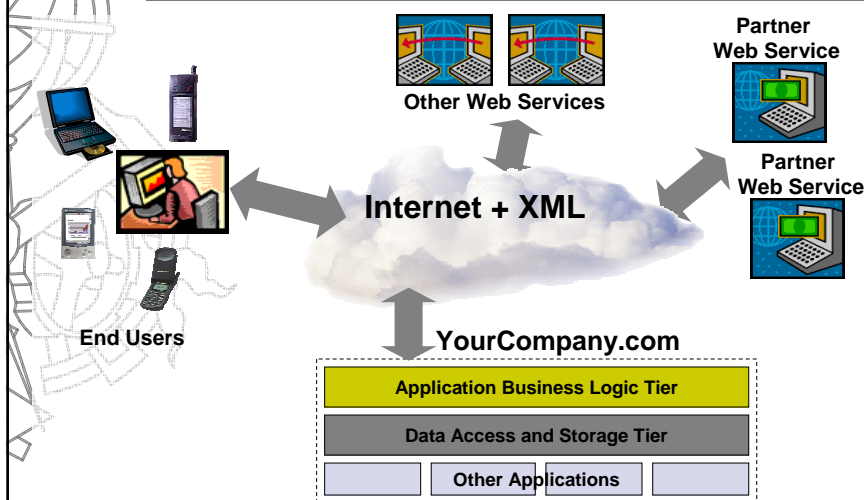 Partner
Web Service
Other Web Services
Partner
Web Service
Internet + XML
End Users
YourCompany.com
Application Business Logic Tier
Data Access and Storage Tier
Other Applications